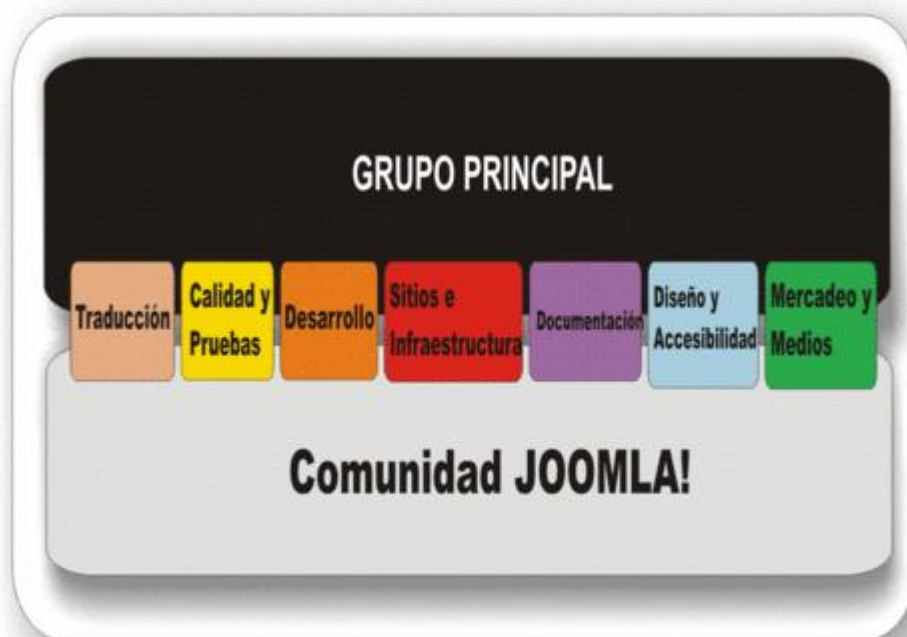 GRUPO PRINCIPAL
Traducción
Calidad y
Pruebas
Desarrollo
Sitios e
Infraestructura
Documentación
Diseño y
Accesibilidad
Mercadeo y
Medios
Comunidad JOOMLA!